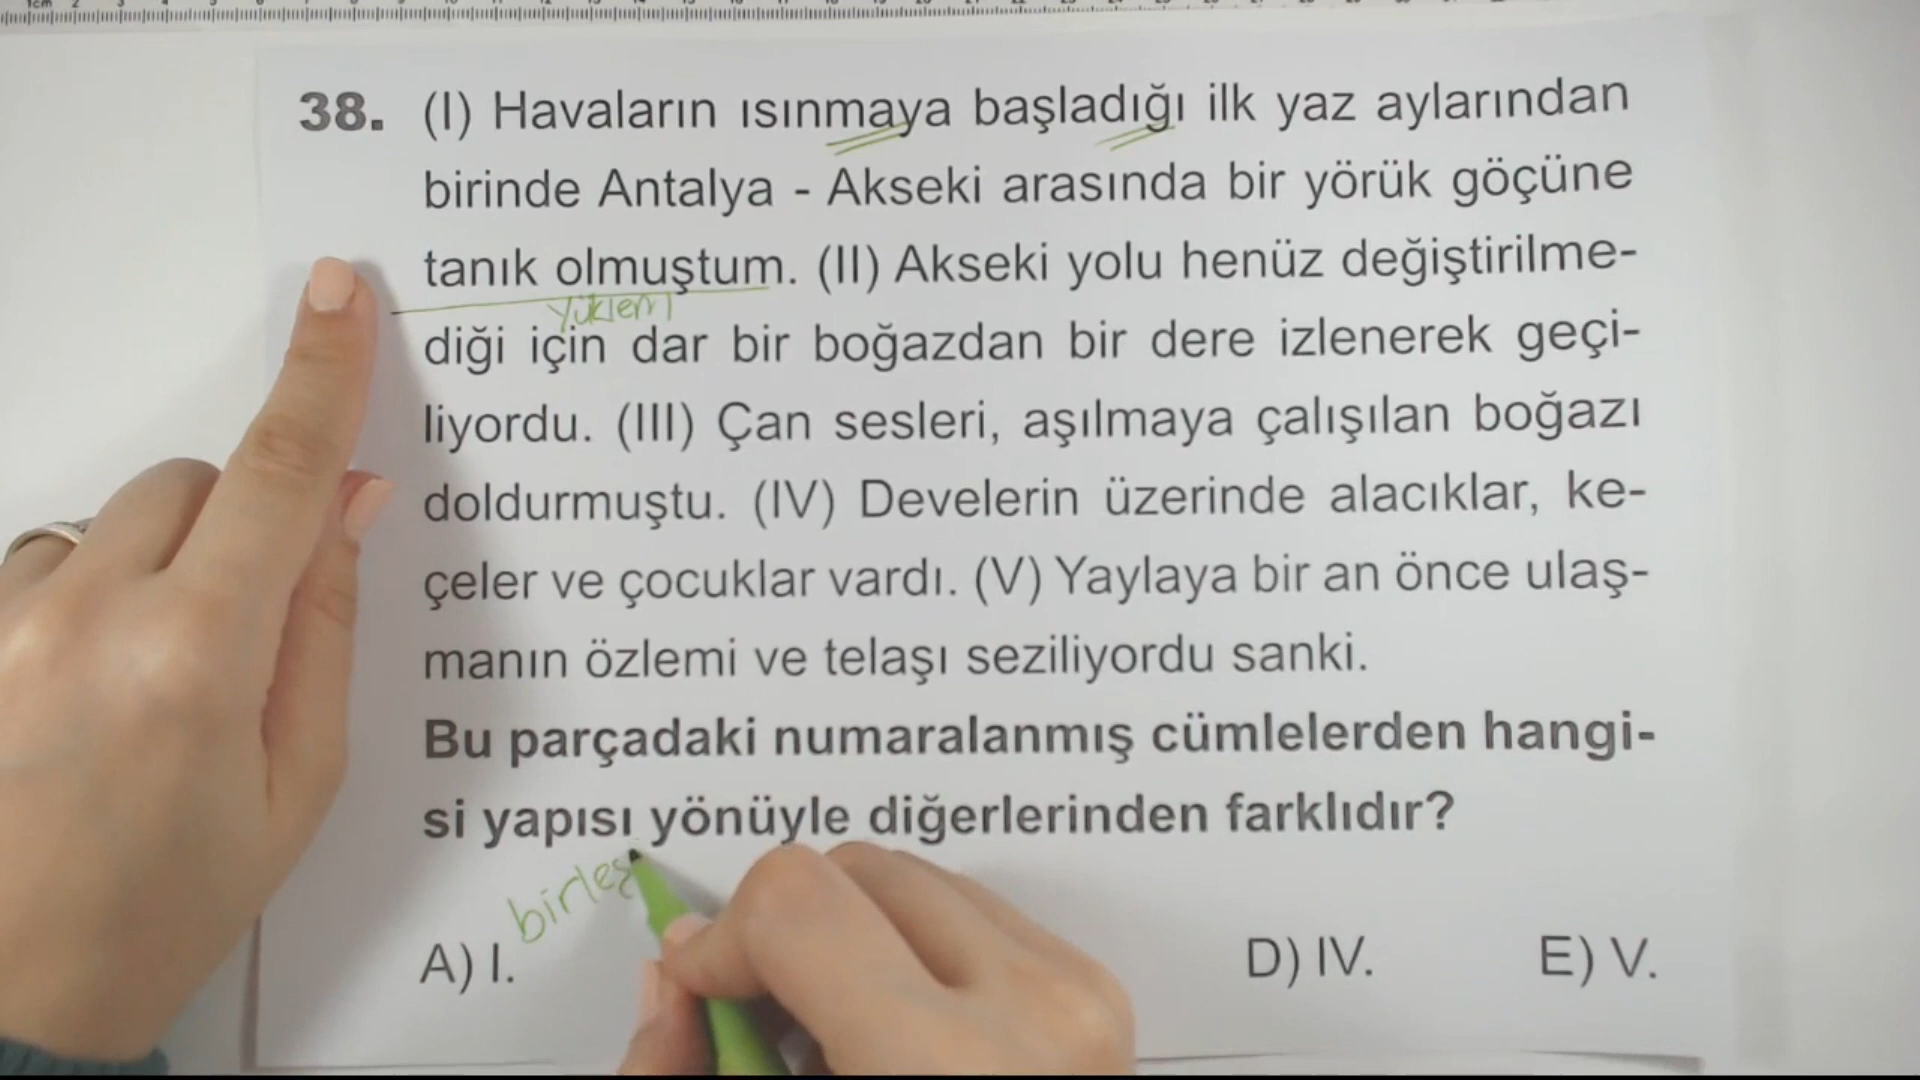 38. (I) Havaların ısınmaya başladığı ilk yaz aylarından
birinde Antalya - Akseki arasında bir yörük göçüne
tanık olmuştum. (II) Akseki yolu henüz değiştirilme-
yüklem
diği için dar bir boğazdan bir dere izlenerek geçi-
liyordu. (III) Çan sesleri, aşılmaya çalışılan boğazı
doldurmuştu. (IV) Develerin üzerinde alacıklar, ke-
çeler ve çocuklar vardı. (V) Yaylaya bir an önce ulaş-
manın özlemi ve telaşı seziliyordu sanki.
Bu parçadaki numaralanmış cümlelerden hangi-
si yapısı yönüyle diğerlerinden farklıdır?
birleş
A) I. D) IV. E) V.